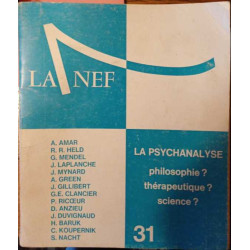 LA NEF
A. AMAR
R. R. HELD
G. MENDEL
J. LAPLANCHE
J. MYNARD
A. GREEN
J. GILLIBERT
G.E. CLANCIER
P. RICŒUR
D. ANZIEU
J. DUVIGNAUD
H. BARUK
C. KOUPERNIK
S. NACHT
LA PSYCHANALYSE
philosophie ?
thérapeutique ?
science ?
31